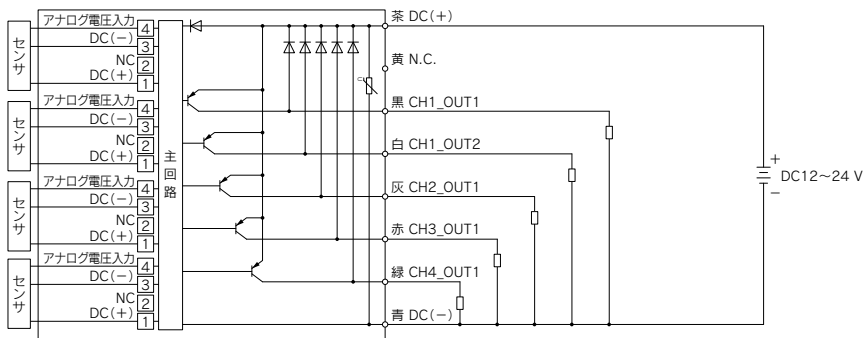 センサ
アナログ電圧入力 4
DC(−) 3
NC 2
DC(+) 1
センサ
アナログ電圧入力 4
DC(−) 3
NC 2
DC(+) 1
センサ
アナログ電圧入力 4
DC(−) 3
NC 2
DC(+) 1
センサ
アナログ電圧入力 4
DC(−) 3
NC 2
DC(+) 1
主回路
茶 DC(+)
黄 N.C.
黒 CH1_OUT1
白 CH1_OUT2
灰 CH2_OUT1
赤 CH3_OUT1
緑 CH4_OUT1
青 DC(−)
+
DC12～24 V
−